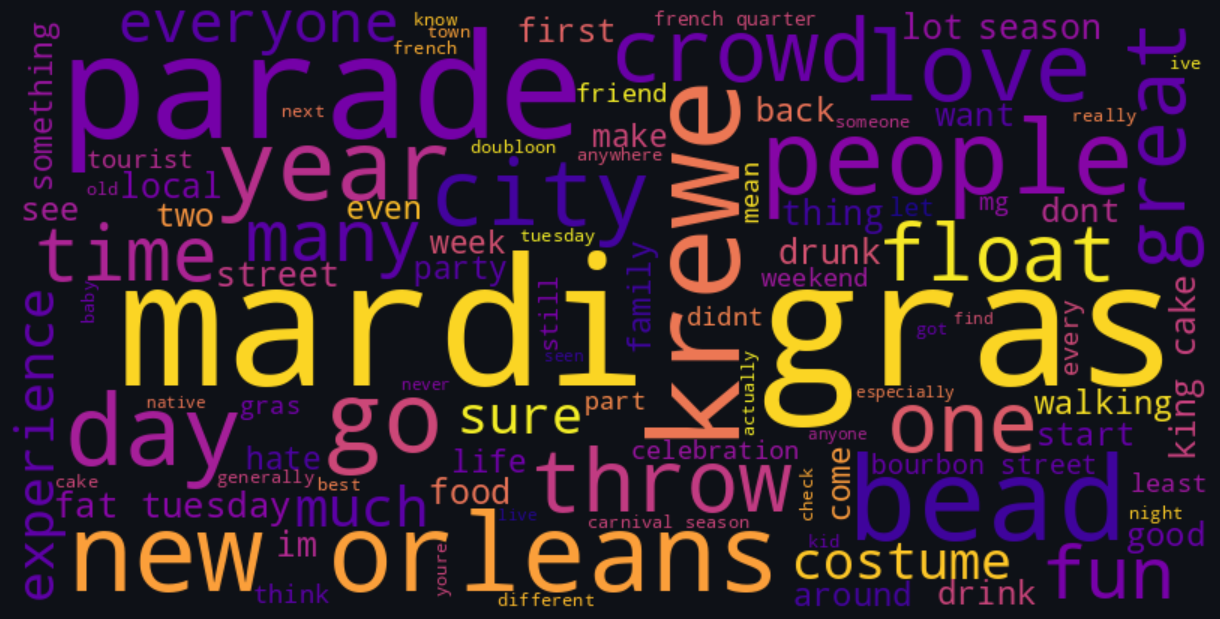 everyone
know
town
french
first
french quarter
lot season
something
parade
crowd
love
great
ive
next
friend
back
someone
want
really
doubloon
make
anywhere
tourist
year
old
local
city
krewe
mean
people
thing
let
mg
dont
see
two
even
many
time
street
week
tuesday
party
still
family
drunk
weekend
float
baby
mardi gras
seen
didnt
got
find
every
king cake
experience
never
actually
especially
native
gras
day
go
sure
part
one
walking
start
anyone
hate
life
celebration
throw
generally
best
cake
fat tuesday
much
food
check
come
bourbon street
bead
least
night
good
live
carnival season
new orleans
im
youre
kid
costume
fun
think
different
around
drink